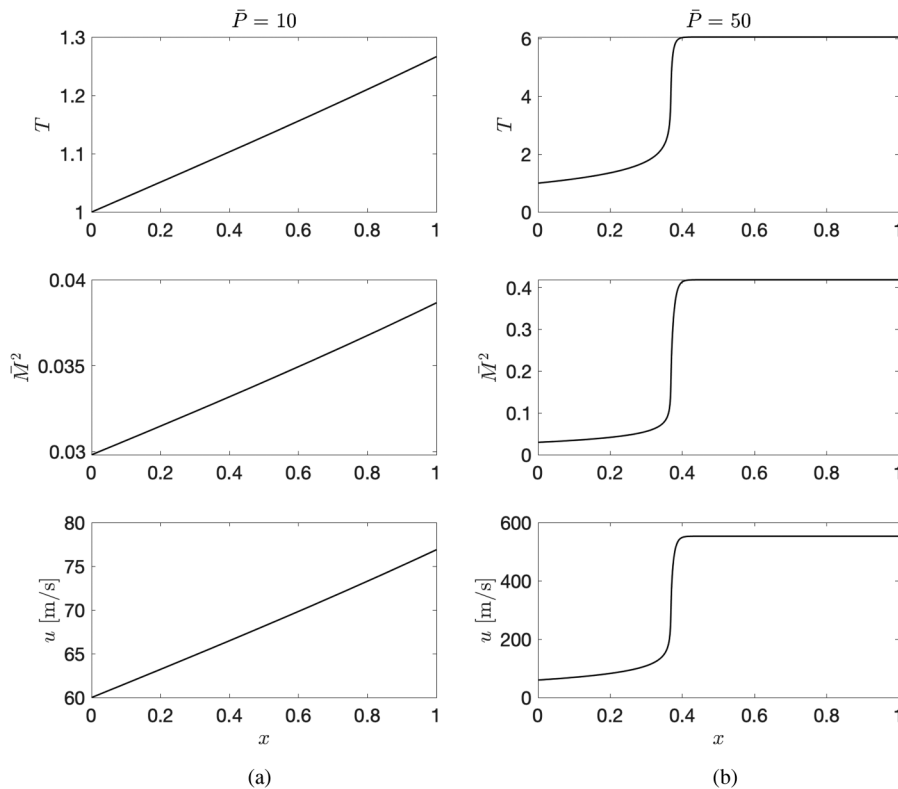 P̄ = 10
1.3
1.2
1.1
1
T
0 0.2 0.4 0.6 0.8 1
0.04
0.035
0.03
M̄²
0 0.2 0.4 0.6 0.8 1
80
75
70
65
60
u [m/s]
0 0.2 0.4 0.6 0.8 1
x
(a)
P̄ = 50
6
4
2
0
T
0 0.2 0.4 0.6 0.8 1
0.4
0.3
0.2
0.1
0
M̄²
0 0.2 0.4 0.6 0.8 1
600
400
200
0
u [m/s]
0 0.2 0.4 0.6 0.8 1
x
(b)